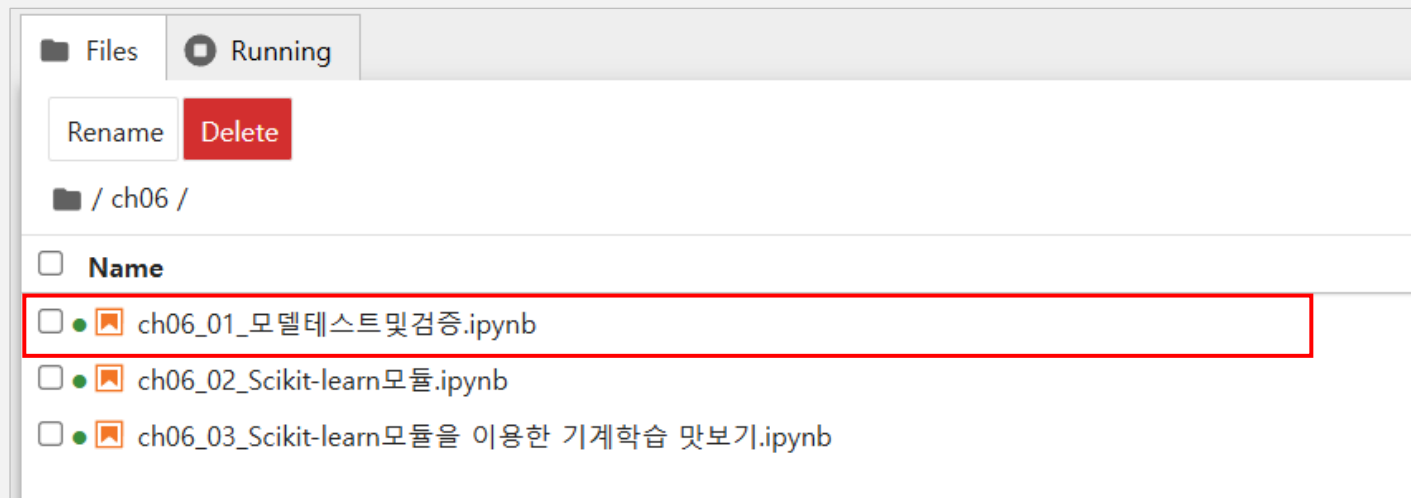 Files Running
Rename Delete
/ ch06 /
Name
ch06_01_모델테스트및검증.ipynb
ch06_02_Scikit-learn모듈.ipynb
ch06_03_Scikit-learn모듈을 이용한 기계학습 맛보기.ipynb